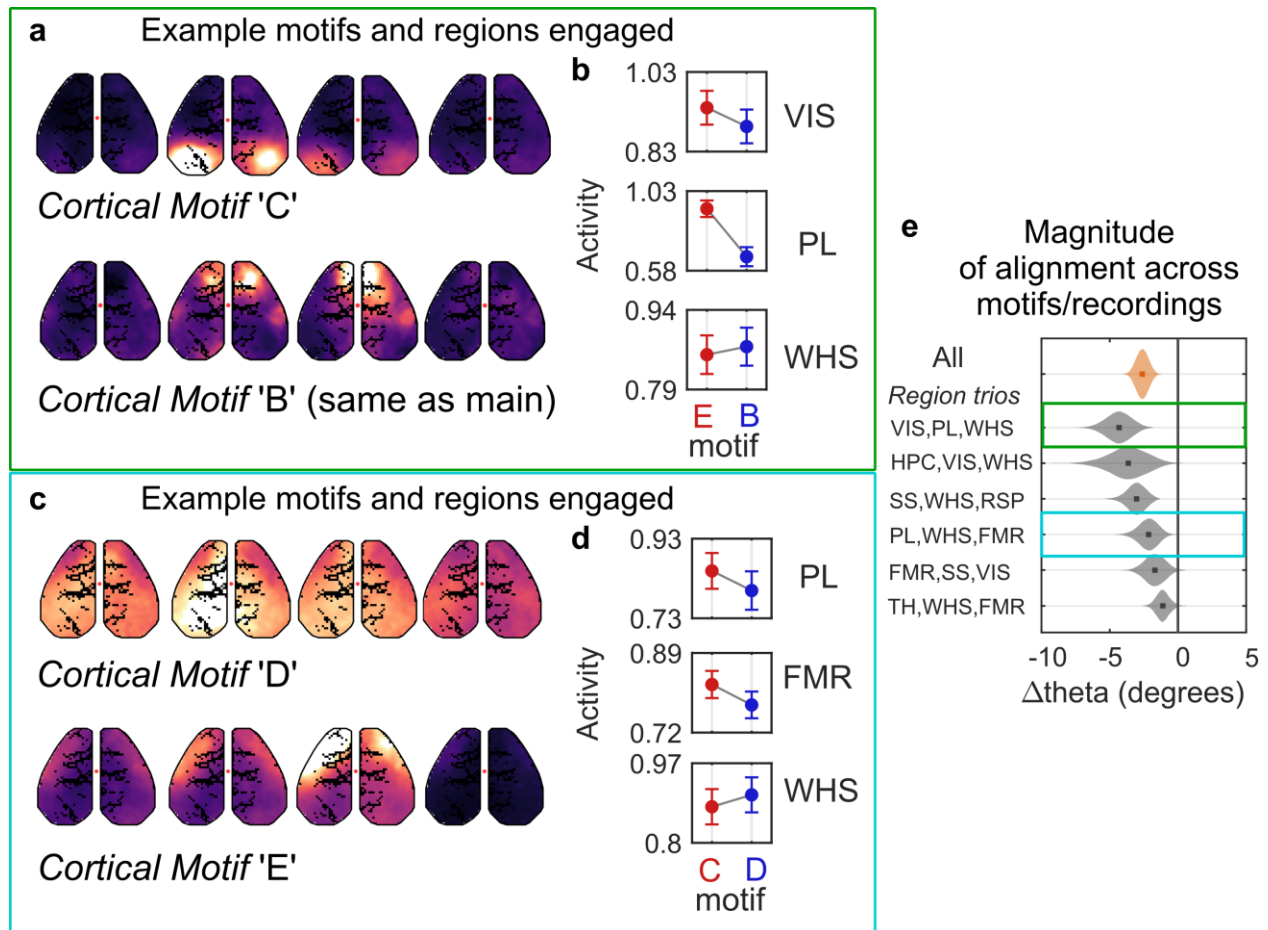 a Example motifs and regions engaged
Cortical Motif 'C'
Cortical Motif 'B' (same as main)
b
Activity
1.03
0.83
VIS
1.03
0.58
PL
0.94
0.79
WHS
E B
motif
c Example motifs and regions engaged
Cortical Motif 'D'
Cortical Motif 'E'
d
Activity
0.93
0.73
PL
0.89
0.72
FMR
0.97
0.8
WHS
C D
motif
e Magnitude
of alignment across
motifs/recordings
All
Region trios
VIS,PL,WHS
HPC,VIS,WHS
SS,WHS,RSP
PL,WHS,FMR
FMR,SS,VIS
TH,WHS,FMR
-10 -5 0 5
Δtheta (degrees)